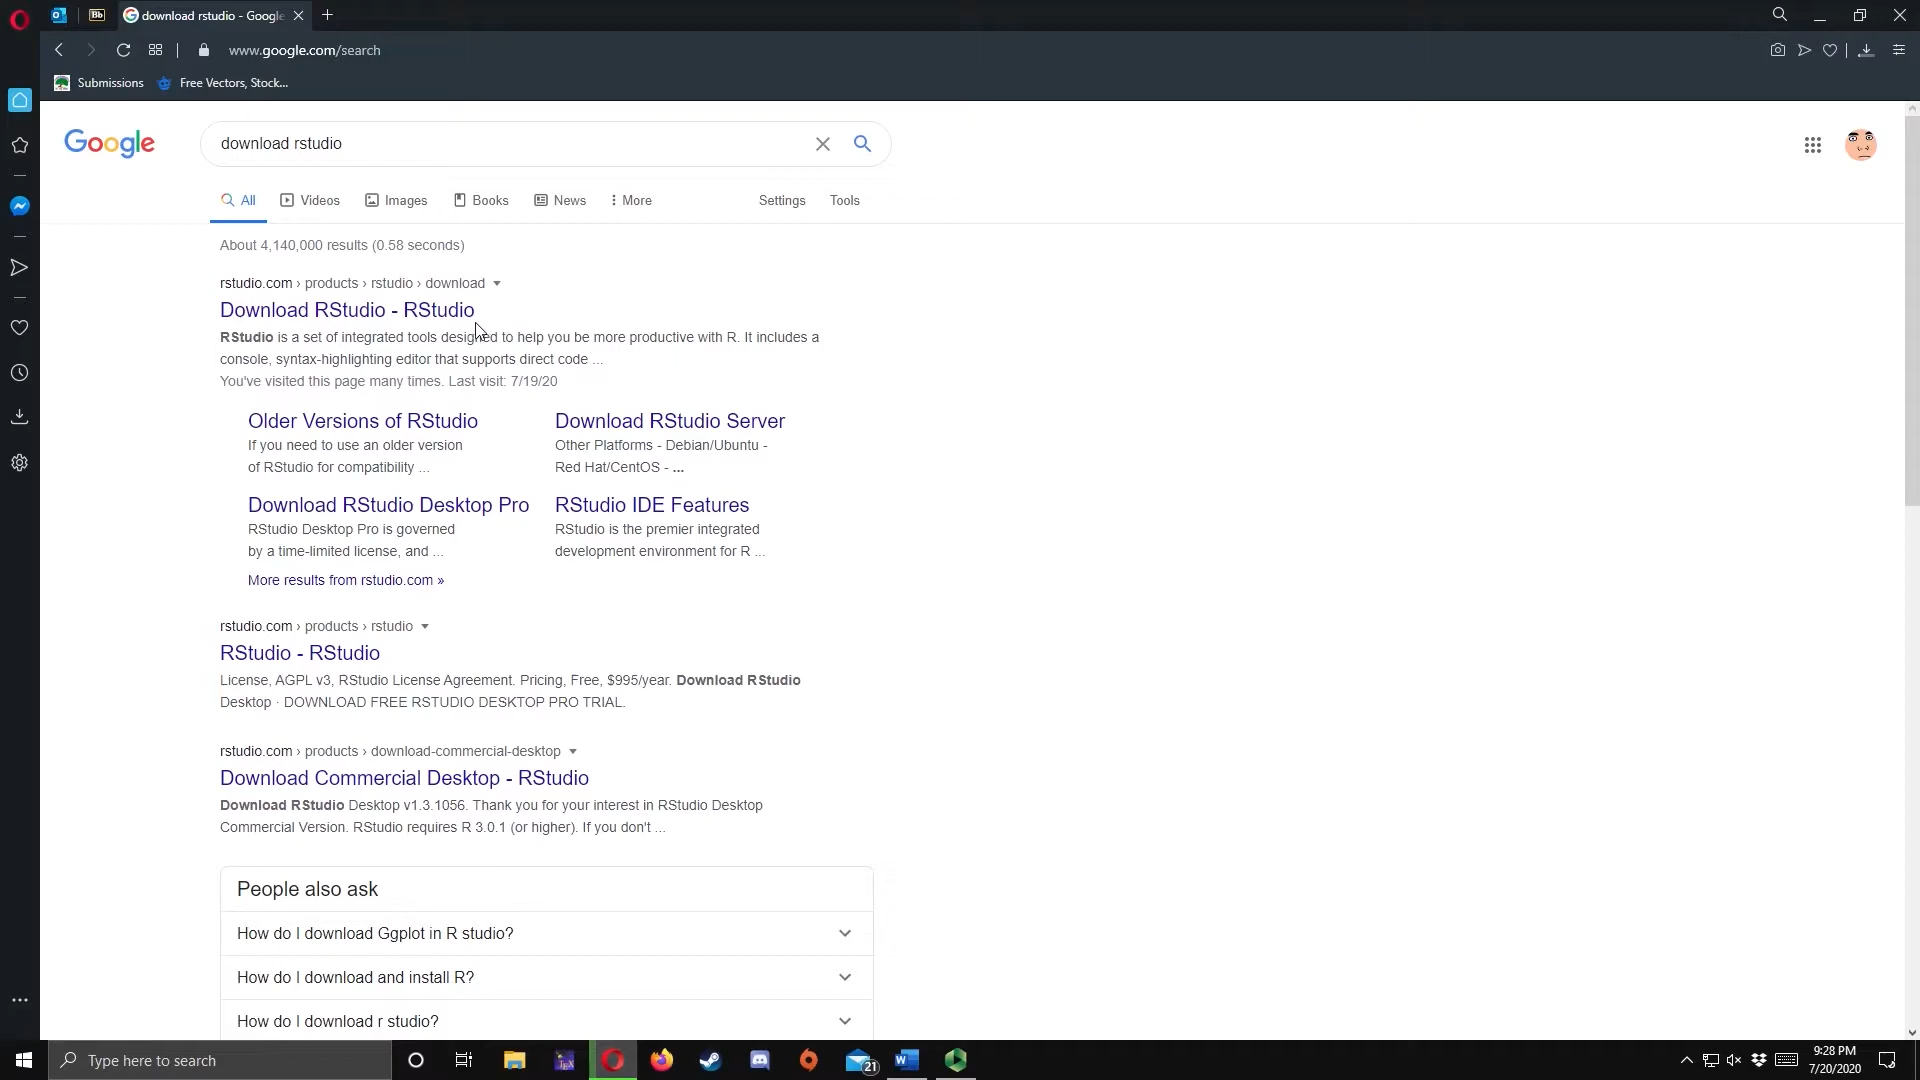 Bb
download rstudio - Google
www.google.com/search
Submissions
Free Vectors, Stock...
Google
download rstudio
All
Videos
Images
Books
News
More
Settings
Tools
About 4,140,000 results (0.58 seconds)
rstudio.com › products › rstudio › download
Download RStudio - RStudio
RStudio is a set of integrated tools designed to help you be more productive with R. It includes a
console, syntax-highlighting editor that supports direct code ...
You've visited this page many times. Last visit: 7/19/20
Older Versions of RStudio
If you need to use an older version
of RStudio for compatibility ...
Download RStudio Server
Other Platforms - Debian/Ubuntu -
Red Hat/CentOS - ...
Download RStudio Desktop Pro
RStudio Desktop Pro is governed
by a time-limited license, and ...
RStudio IDE Features
RStudio is the premier integrated
development environment for R ...
More results from rstudio.com »
rstudio.com › products › rstudio
RStudio - RStudio
License, AGPL v3, RStudio License Agreement. Pricing, Free, $995/year. Download RStudio
Desktop · DOWNLOAD FREE RSTUDIO DESKTOP PRO TRIAL.
rstudio.com › products › download-commercial-desktop
Download Commercial Desktop - RStudio
Download RStudio Desktop v1.3.1056. Thank you for your interest in RStudio Desktop
Commercial Version. RStudio requires R 3.0.1 (or higher). If you don't ...
People also ask
How do I download Ggplot in R studio?
How do I download and install R?
How do I download r studio?
Type here to search
21
9:28 PM
7/20/2020